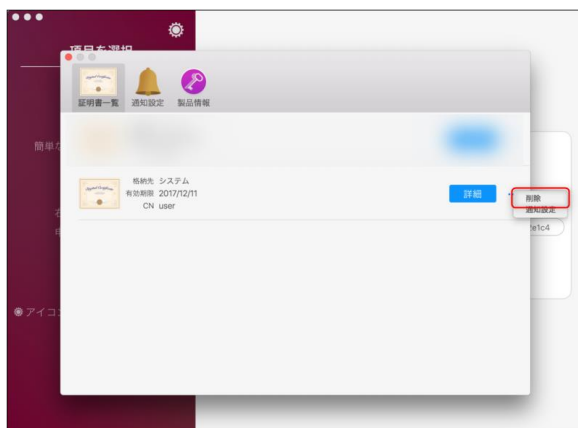 項目を選択
証明書一覧
通知設定
製品情報
簡単な
格納先 システム
有効期限 2017/12/11
CN user
詳細
削除
通知設定
e1c4
アイコ